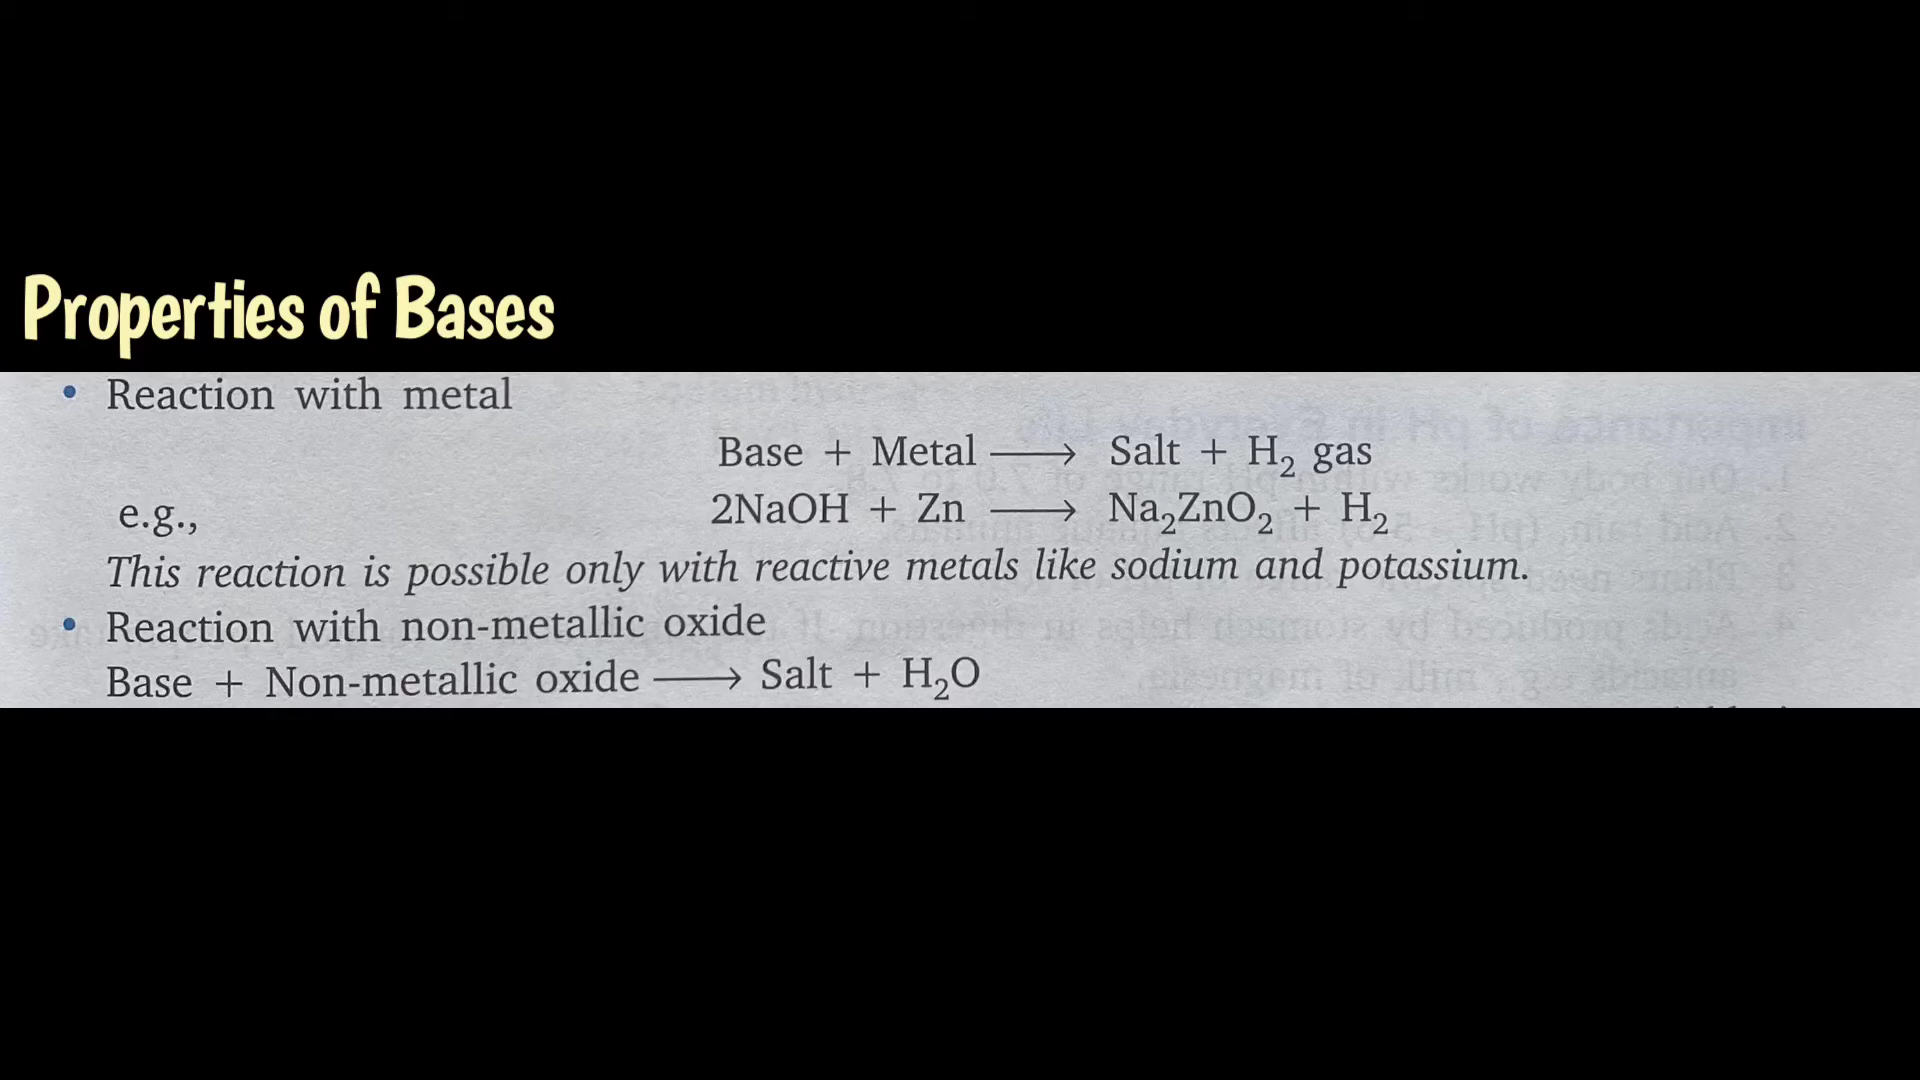 Properties of Bases
• Reaction with metal
Base + Metal ⟶ Salt + H₂ gas
e.g., 2NaOH + Zn ⟶ Na₂ZnO₂ + H₂
This reaction is possible only with reactive metals like sodium and potassium.
• Reaction with non-metallic oxide
Base + Non-metallic oxide ⟶ Salt + H₂O